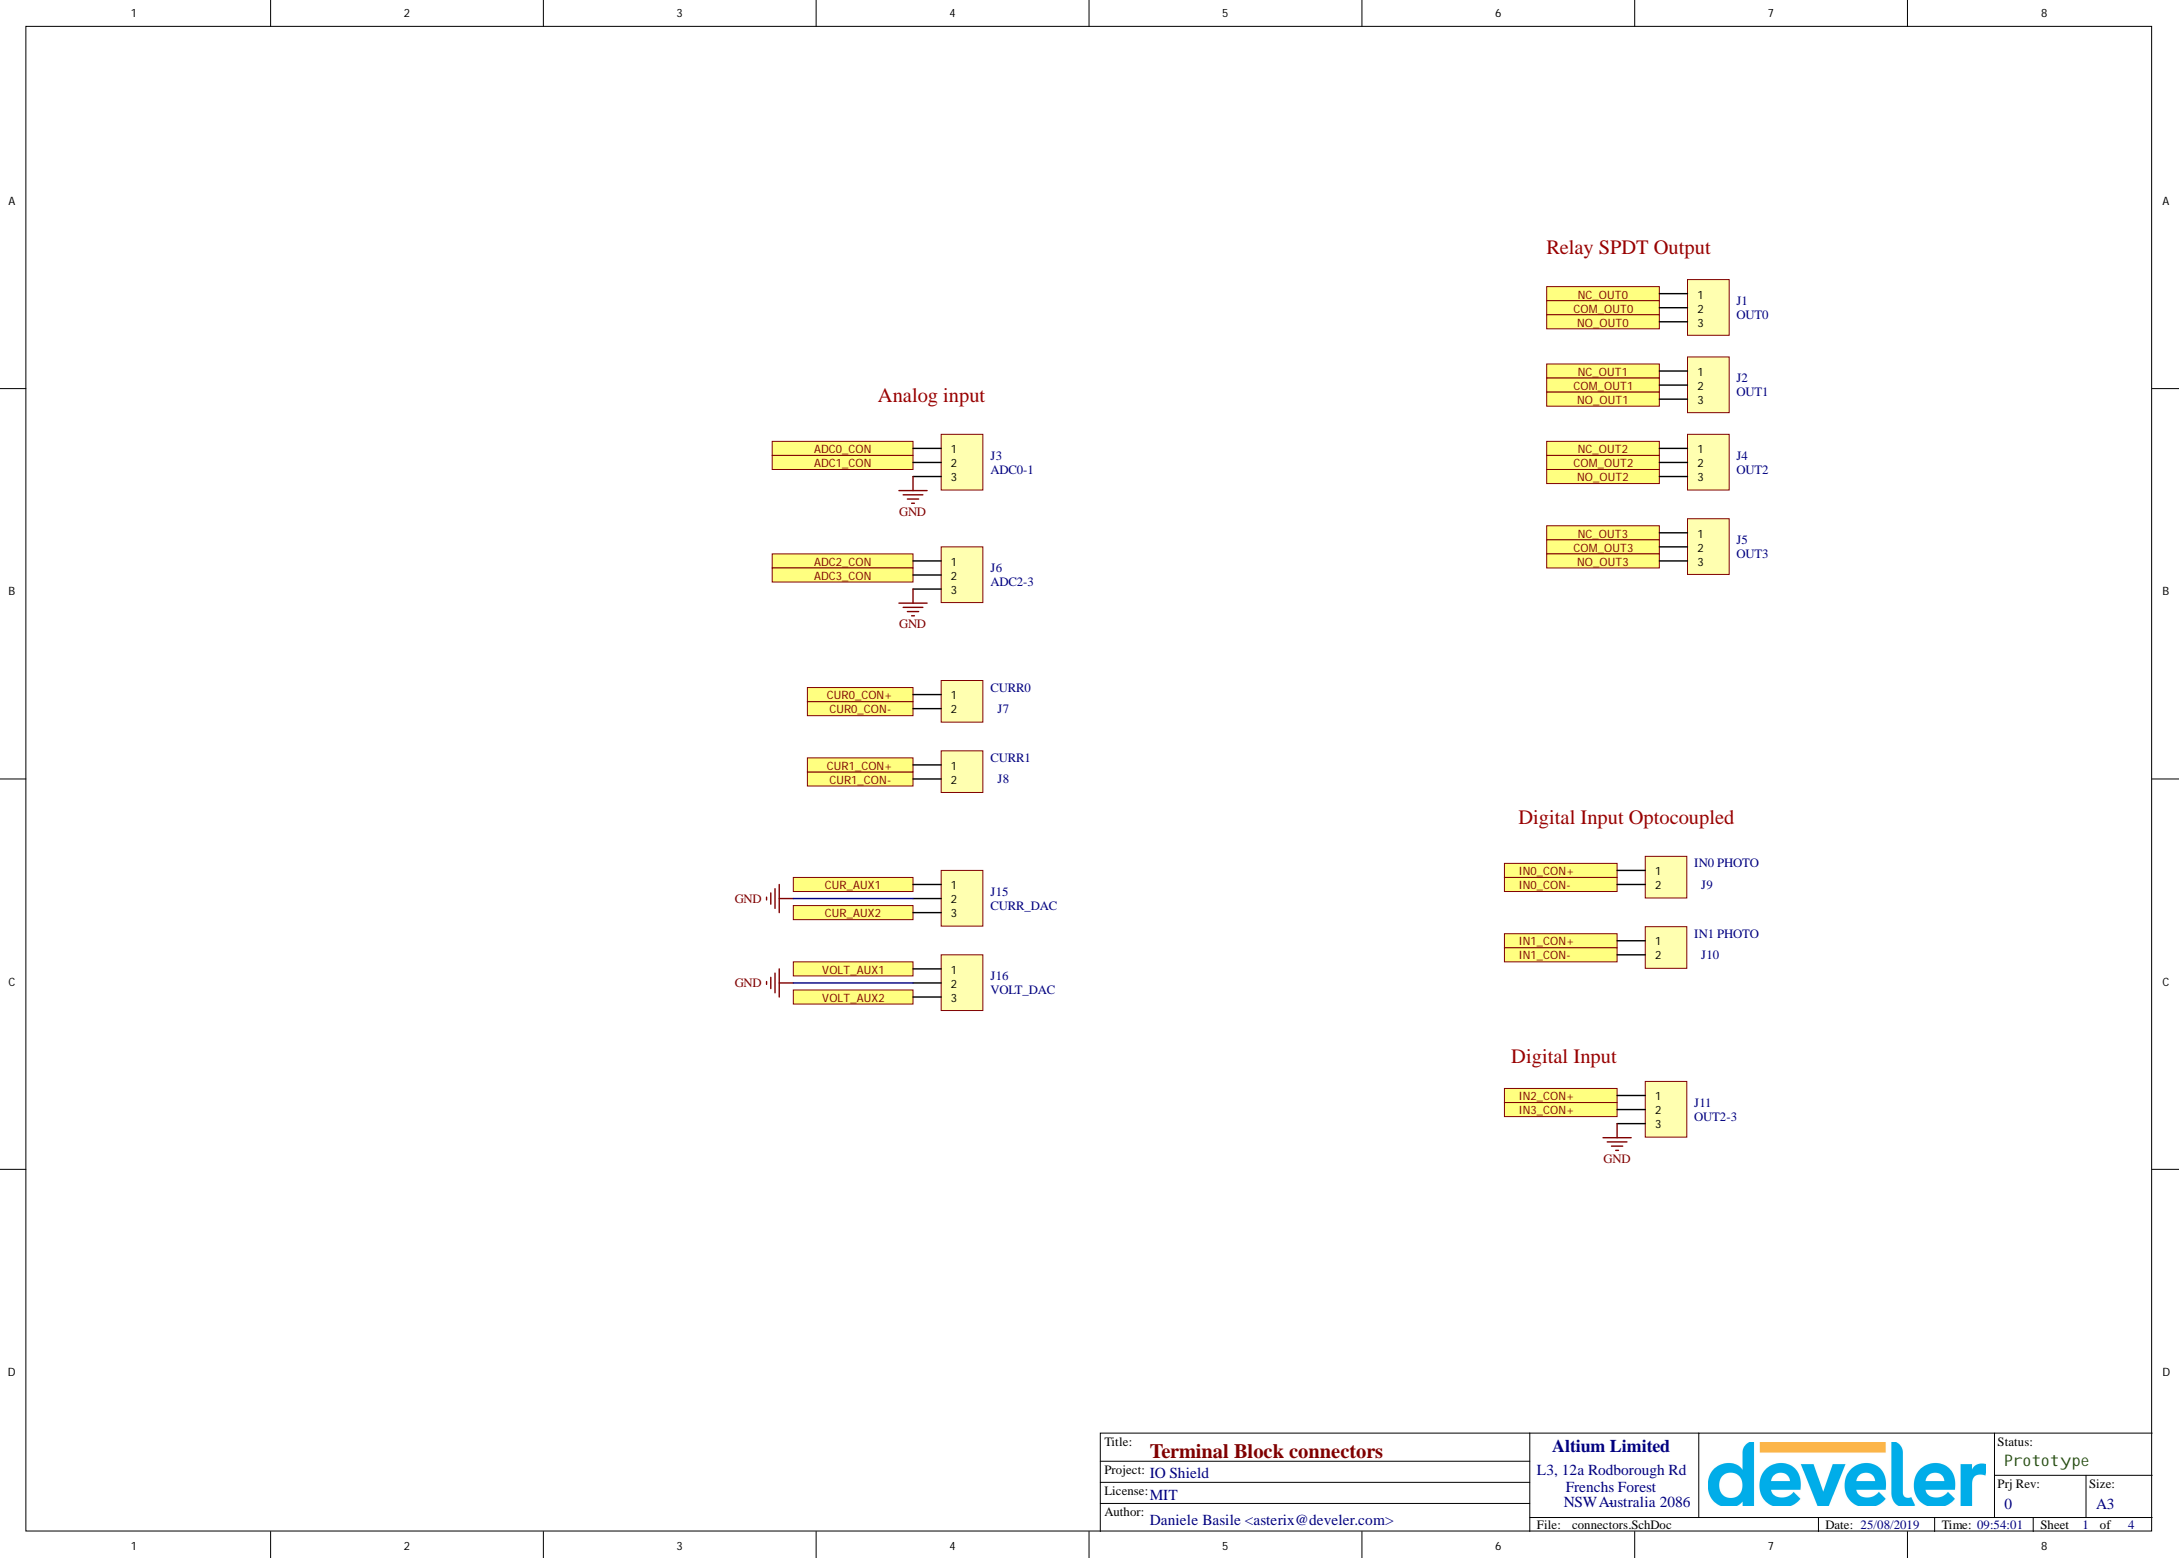 1 2 3 4 5 6 7 8
A A
Relay SPDT Output
NC_OUT0 1
COM_OUT0 2
NO_OUT0 3
J1
OUT0
NC_OUT1 1
COM_OUT1 2
NO_OUT1 3
J2
OUT1
NC_OUT2 1
COM_OUT2 2
NO_OUT2 3
J4
OUT2
NC_OUT3 1
COM_OUT3 2
NO_OUT3 3
J5
OUT3
Analog input
ADC0_CON 1
ADC1_CON 2
3
J3
ADC0-1
GND
ADC2_CON 1
ADC3_CON 2
3
J6
ADC2-3
GND
B B
CUR0_CON+ 1
CUR0_CON- 2
CURR0
J7
CUR1_CON+ 1
CUR1_CON- 2
CURR1
J8
CUR_AUX1 1
GND 2
CUR_AUX2 3
J15
CURR_DAC
VOLT_AUX1 1
GND 2
VOLT_AUX2 3
J16
VOLT_DAC
Digital Input Optocoupled
IN0_CON+ 1
IN0_CON- 2
IN0 PHOTO
J9
IN1_CON+ 1
IN1_CON- 2
IN1 PHOTO
J10
C C
Digital Input
IN2_CON+ 1
IN3_CON+ 2
3
J11
OUT2-3
GND
D D
Title: Terminal Block connectors
Project: IO Shield
License: MIT
Author: Daniele Basile <asterix@develer.com>
Altium Limited
L3, 12a Rodborough Rd
Frenchs Forest
NSW Australia 2086
develer
Status:
Prototype
Prj Rev:
0
Size:
A3
File: connectors.SchDoc
Date: 25/08/2019
Time: 09:54:01
Sheet 1 of 4
1 2 3 4 5 6 7 8